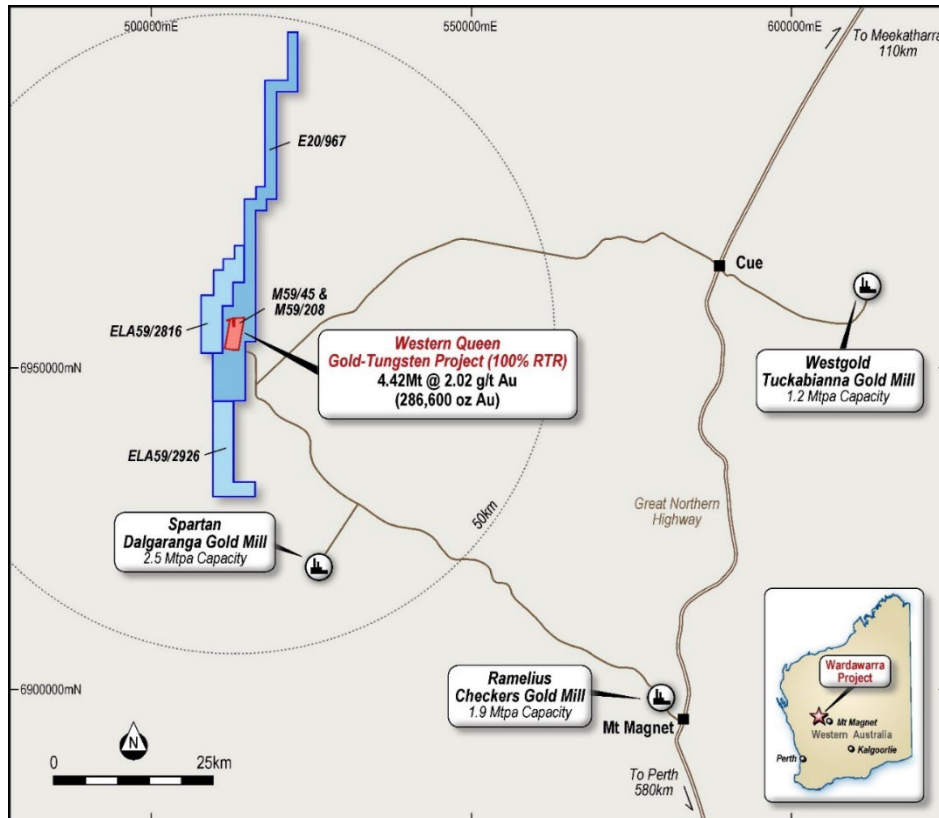 500000mE
550000mE
600000mE
To Meekatharra
110km
E20/967
Cue
M59/45 &
M59/208
ELA59/2816
Western Queen
Gold-Tungsten Project (100% RTR)
4.42Mt @ 2.02 g/t Au
(286,600 oz Au)
Westgold
Tuckabianna Gold Mill
1.2 Mtpa Capacity
6950000mN
ELA59/2926
50km
Great Northern
Highway
Spartan
Dalgaranga Gold Mill
2.5 Mtpa Capacity
Ramelius
Checkers Gold Mill
1.9 Mtpa Capacity
6900000mN
Mt Magnet
N
0
25km
To Perth
580km
Wardawarra
Project
Mt Magnet
Western Australia
Kalgoorlie
Perth